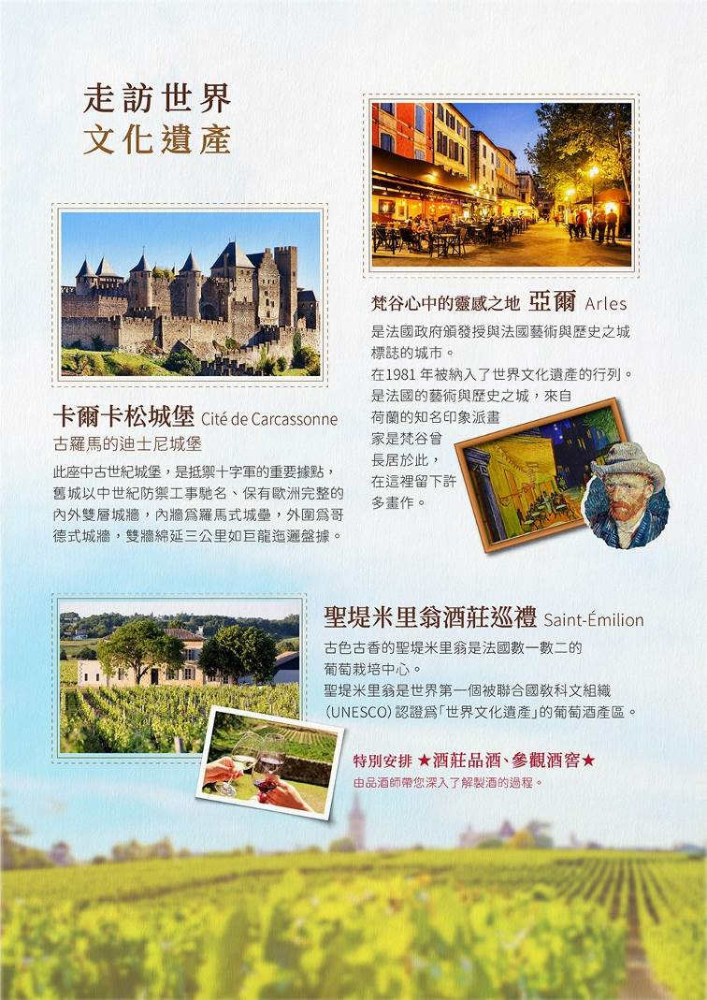 走訪世界
文化遺產
梵谷心中的靈感之地 亞爾 Arles
是法國政府頒發授與法國藝術與歷史之城
標誌的城市。
在1981 年被納入了世界文化遺產的行列。
是法國的藝術與歷史之城,來自
荷蘭的知名印象派畫
家是梵谷曾
長居於此,
在這裡留下許
多畫作。
卡爾卡松城堡 Cité de Carcassonne
古羅馬的迪士尼城堡
此座中古世紀城堡,是抵禦十字軍的重要據點,
舊城以中世紀防禦工事馳名、保有歐洲完整的
內外雙層城牆,內牆為羅馬式城壘,外圍為哥
德式城牆,雙牆綿延三公里如巨龍迤邐盤據。
聖堤米里翁酒莊巡禮 Saint-Émilion
古色古香的聖堤米里翁是法國數一數二的
葡萄栽培中心。
聖堤米里翁是世界第一個被聯合國教科文組織
(UNESCO) 認證為「世界文化遺產」的葡萄酒產區。
特別安排 ★酒莊品酒、參觀酒窖★
由品酒師帶您深入了解製酒的過程。